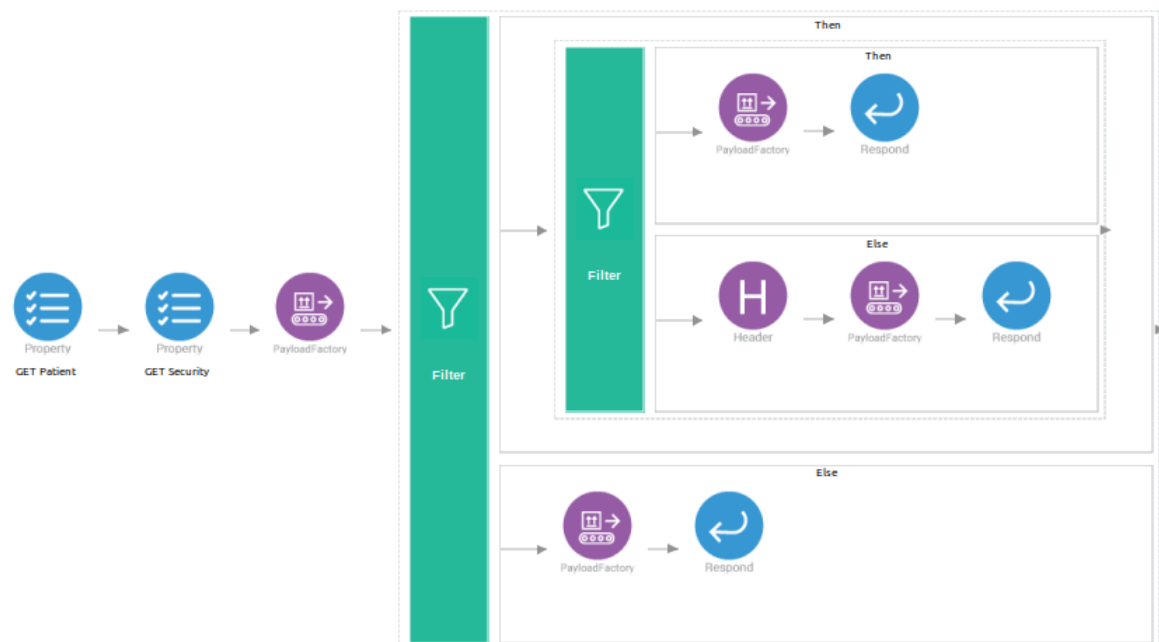 Then
Then
PayloadFactory
Respond
Filter
Else
H
Header
PayloadFactory
Respond
Property
GET Patient
Property
GET Security
PayloadFactory
Filter
Else
PayloadFactory
Respond